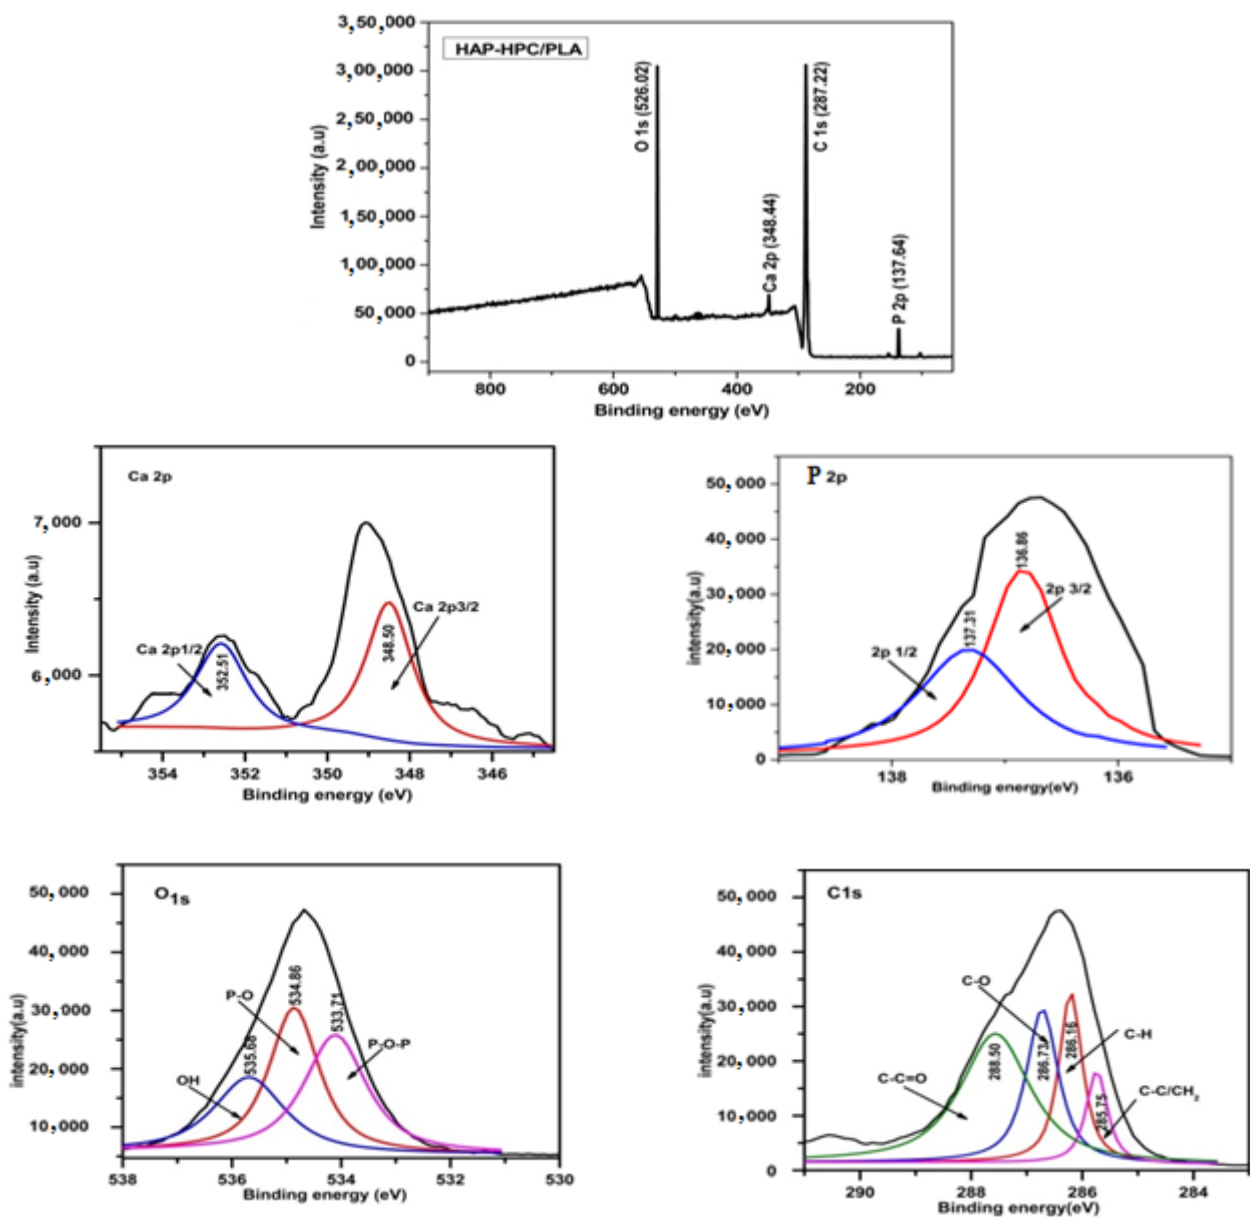 HAP-HPC/PLA
3,50,000
3,00,000
2,50,000
2,00,000
1,50,000
1,00,000
50,000
0
Intensity (a.u)
O 1s (526.02)
Ca 2p (348.44)
C 1s (287.22)
P 2p (137.64)
800 600 400 200
Binding energy (eV)
Ca 2p
7,000
6,000
Intensity (a.u)
Ca 2p1/2
352.51
348.50
Ca 2p3/2
354 352 350 348 346
Binding energy (eV)
P 2p
50,000
40,000
30,000
20,000
10,000
0
intensity(a.u)
2p 1/2
137.31
136.86
2p 3/2
138 136
Binding energy(eV)
O1s
50,000
40,000
30,000
20,000
10,000
intensity(a.u)
OH
535.68
P-O
534.86
533.71
P-O-P
538 536 534 532 530
Binding energy (eV)
C1s
50,000
40,000
30,000
20,000
10,000
0
intensity(a.u)
C-C=O
288.50
C-O
286.73
286.16
C-H
285.75
C-C/CH2
290 288 286 284
Binding energy(eV)